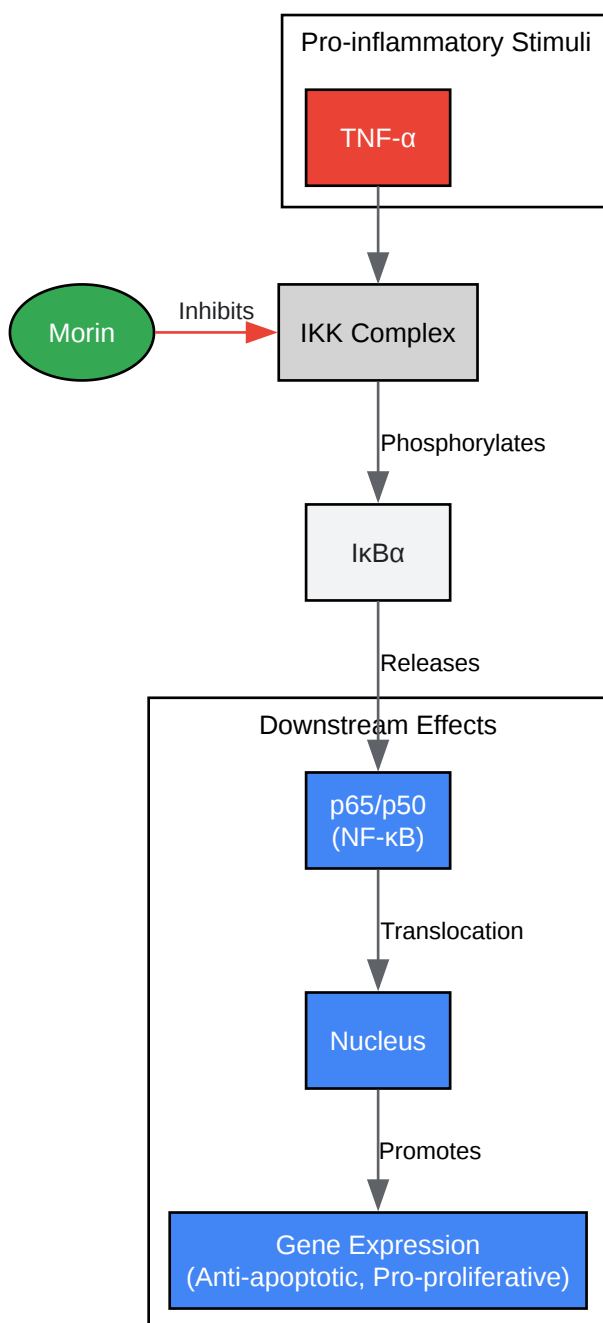 Pro-inflammatory Stimuli
TNF-α
Morin
Inhibits
IKK Complex
Phosphorylates
IκBα
Releases
Downstream Effects
p65/p50
(NF-κB)
Translocation
Nucleus
Promotes
Gene Expression
(Anti-apoptotic, Pro-proliferative)